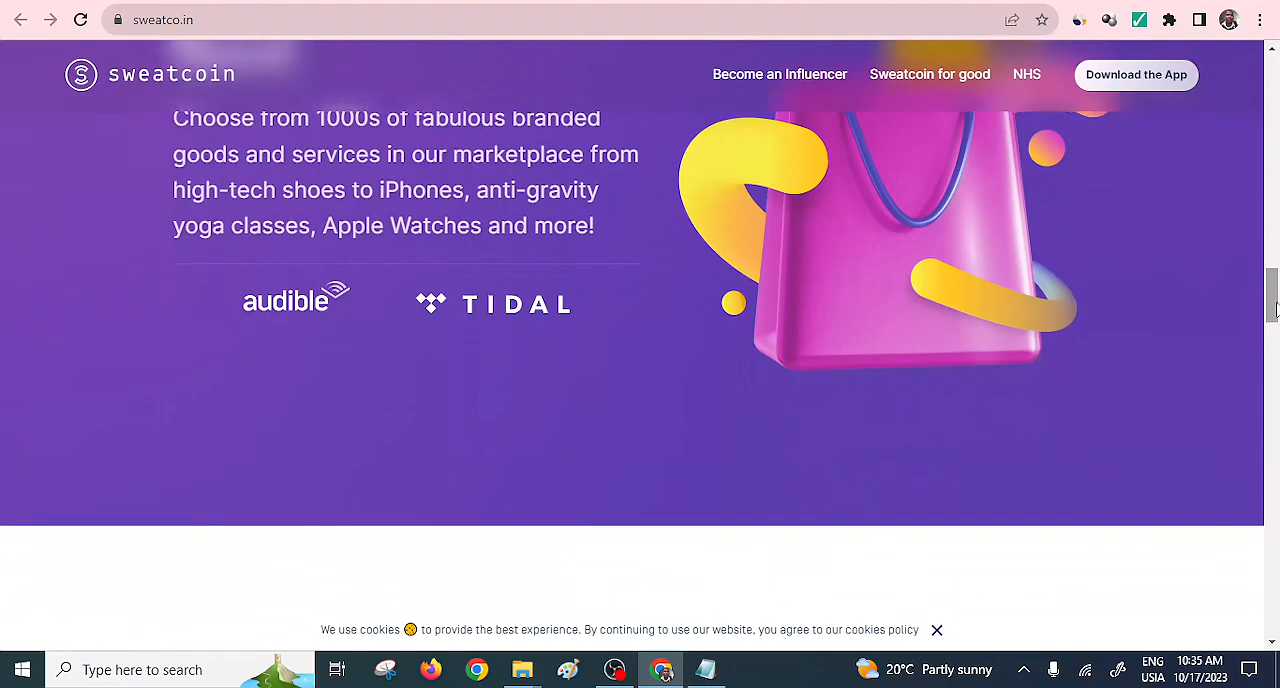 sweatco.in
sweatcoin
Become an Influencer
Sweatcoin for good
NHS
Download the App
Choose from 1000s of fabulous branded
goods and services in our marketplace from
high-tech shoes to iPhones, anti-gravity
yoga classes, Apple Watches and more!
audible
TIDAL
We use cookies 🍪 to provide the best experience. By continuing to use our website, you agree to our cookies policy
Type here to search
20°C Partly sunny
ENG
USA
10:35 AM
10/17/2023